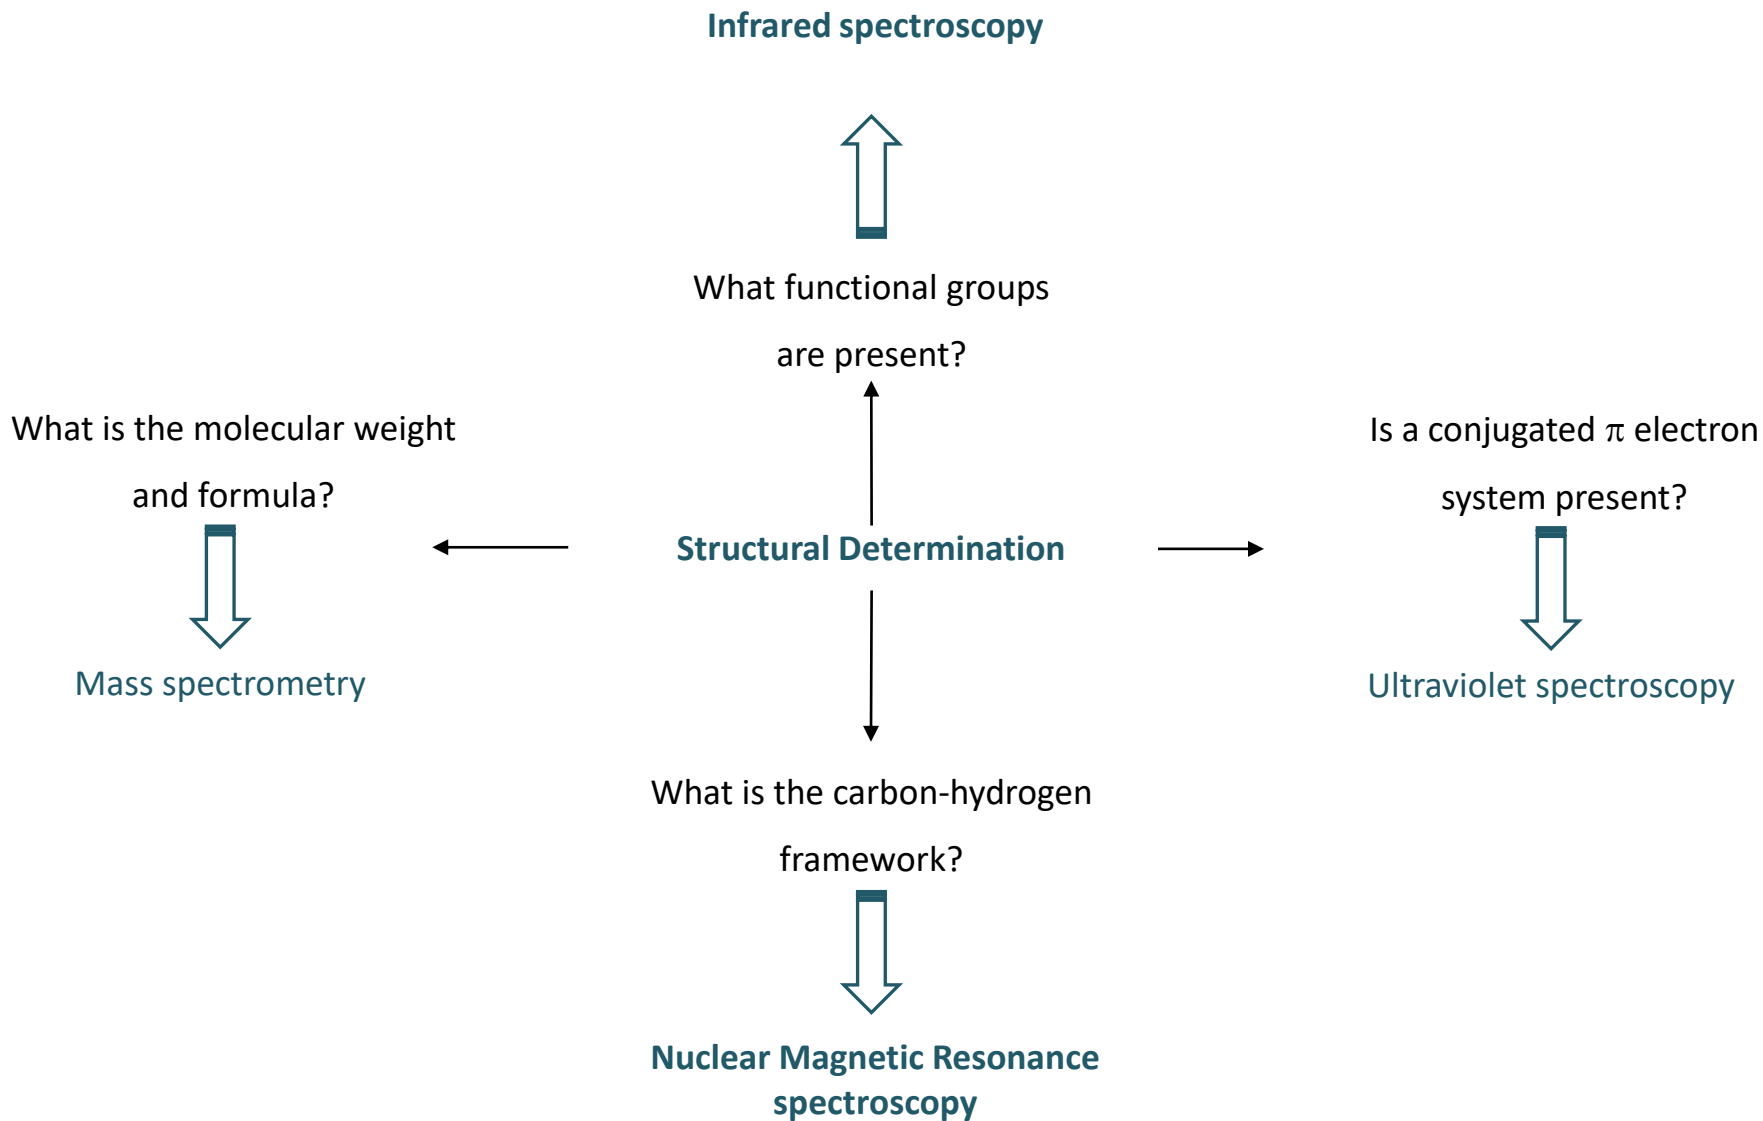 Infrared spectroscopy
What functional groups
are present?
What is the molecular weight
and formula?
Is a conjugated π electron
system present?
Structural Determination
Mass spectrometry
Ultraviolet spectroscopy
What is the carbon-hydrogen
framework?
Nuclear Magnetic Resonance
spectroscopy